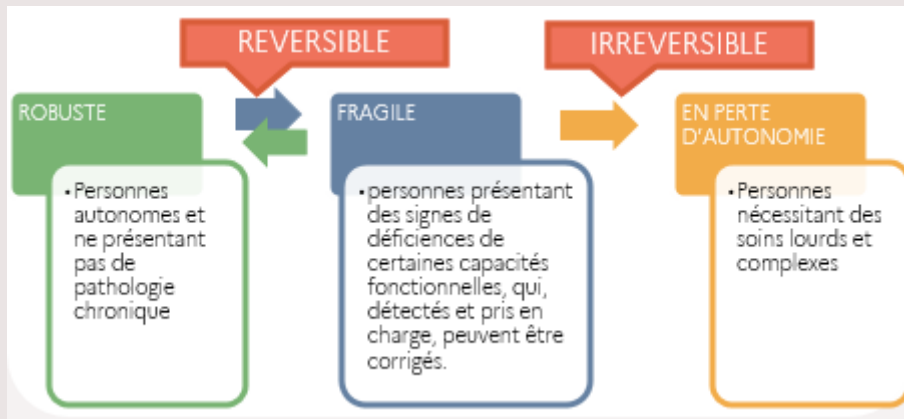 REVERSIBLE
IRREVERSIBLE
ROBUSTE
•Personnes
autonomes et
ne présentant
pas de
pathologie
chronique
FRAGILE
•personnes présentant
des signes de
déficiences de
certaines capacités
fonctionnelles, qui,
détectés et pris en
charge, peuvent être
corrigés.
EN PERTE
D'AUTONOMIE
•Personnes
nécessitant des
soins lourds et
complexes